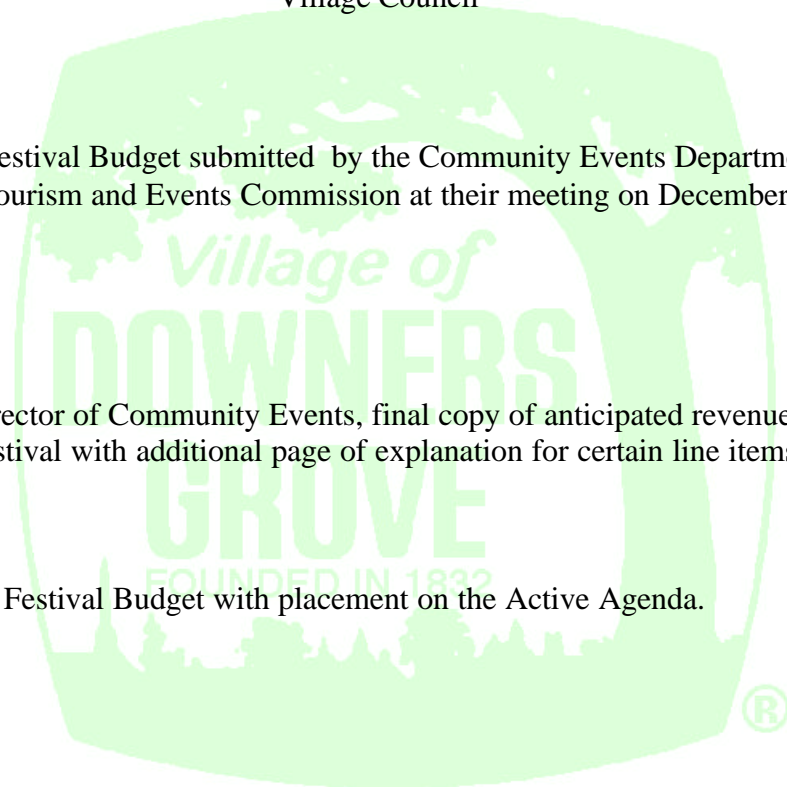 Village Council
estival Budget submitted by the Community Events Departme
ourism and Events Commission at their meeting on December
Village of
DOWNERS
rector of Community Events, final copy of anticipated revenue
stival with additional page of explanation for certain line items
GROVE
FOUNDED IN 1832
Festival Budget with placement on the Active Agenda.
®